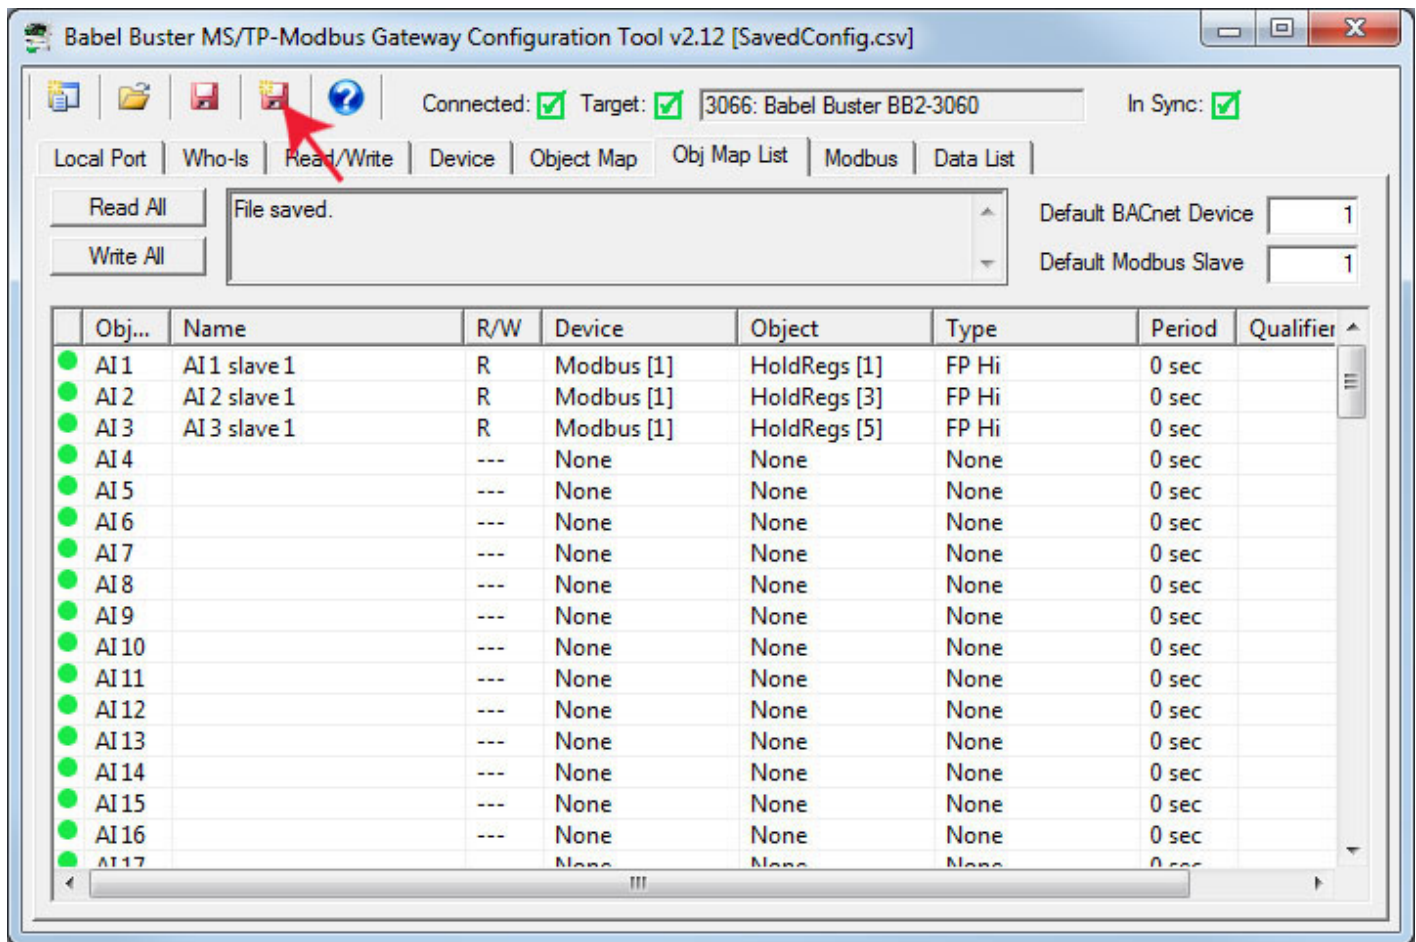 Babel Buster MS/TP-Modbus Gateway Configuration Tool v2.12 [SavedConfig.csv]
Connected: Target: 3066: Babel Buster BB2-3060 In Sync:
Local Port Who-Is Read/Write Device Object Map Obj Map List Modbus Data List
Read All File saved. Default BACnet Device 1
Write All Default Modbus Slave 1
Obj... Name R/W Device Object Type Period Qualifier
AI 1 AI 1 slave 1 R Modbus [1] HoldRegs [1] FP Hi 0 sec
AI 2 AI 2 slave 1 R Modbus [1] HoldRegs [3] FP Hi 0 sec
AI 3 AI 3 slave 1 R Modbus [1] HoldRegs [5] FP Hi 0 sec
AI 4 --- None None None 0 sec
AI 5 --- None None None 0 sec
AI 6 --- None None None 0 sec
AI 7 --- None None None 0 sec
AI 8 --- None None None 0 sec
AI 9 --- None None None 0 sec
AI 10 --- None None None 0 sec
AI 11 --- None None None 0 sec
AI 12 --- None None None 0 sec
AI 13 --- None None None 0 sec
AI 14 --- None None None 0 sec
AI 15 --- None None None 0 sec
AI 16 --- None None None 0 sec
AI 17 None None None 0 sec